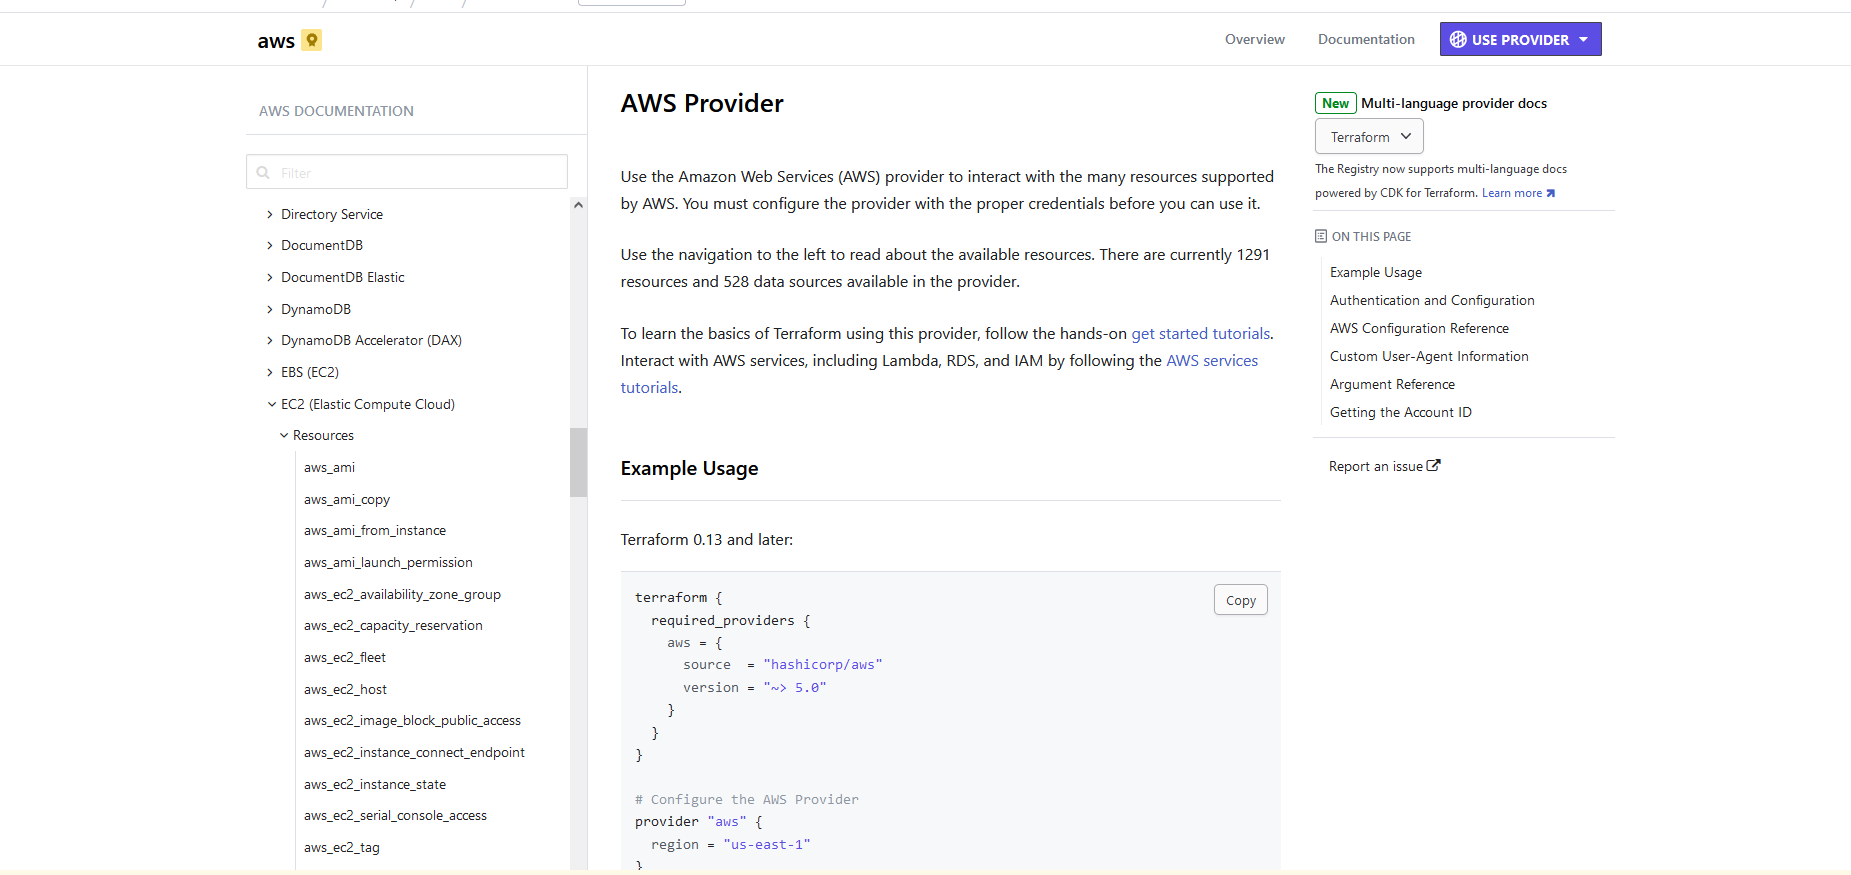 aws
Overview
Documentation
USE PROVIDER
AWS DOCUMENTATION
Filter
Directory Service
DocumentDB
DocumentDB Elastic
DynamoDB
DynamoDB Accelerator (DAX)
EBS (EC2)
EC2 (Elastic Compute Cloud)
Resources
aws_ami
aws_ami_copy
aws_ami_from_instance
aws_ami_launch_permission
aws_ec2_availability_zone_group
aws_ec2_capacity_reservation
aws_ec2_fleet
aws_ec2_host
aws_ec2_image_block_public_access
aws_ec2_instance_connect_endpoint
aws_ec2_instance_state
aws_ec2_serial_console_access
aws_ec2_tag
AWS Provider
Use the Amazon Web Services (AWS) provider to interact with the many resources supported
by AWS. You must configure the provider with the proper credentials before you can use it.
Use the navigation to the left to read about the available resources. There are currently 1291
resources and 528 data sources available in the provider.
To learn the basics of Terraform using this provider, follow the hands-on get started tutorials.
Interact with AWS services, including Lambda, RDS, and IAM by following the AWS services
tutorials.
Example Usage
Terraform 0.13 and later:
Copy
terraform {
  required_providers {
    aws = {
      source  = "hashicorp/aws"
      version = "~> 5.0"
    }
  }
}
# Configure the AWS Provider
provider "aws" {
  region = "us-east-1"
}
New Multi-language provider docs
Terraform
The Registry now supports multi-language docs
powered by CDK for Terraform. Learn more
ON THIS PAGE
Example Usage
Authentication and Configuration
AWS Configuration Reference
Custom User-Agent Information
Argument Reference
Getting the Account ID
Report an issue